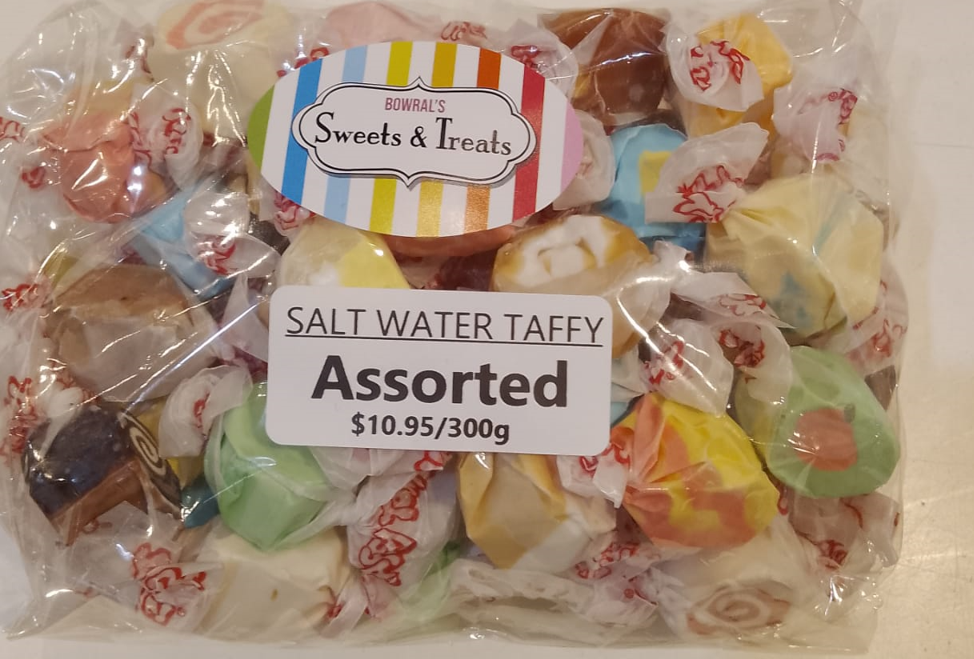 BOWRAL'S
Sweets & Treats
SALT WATER TAFFY
Assorted
$10.95/300g